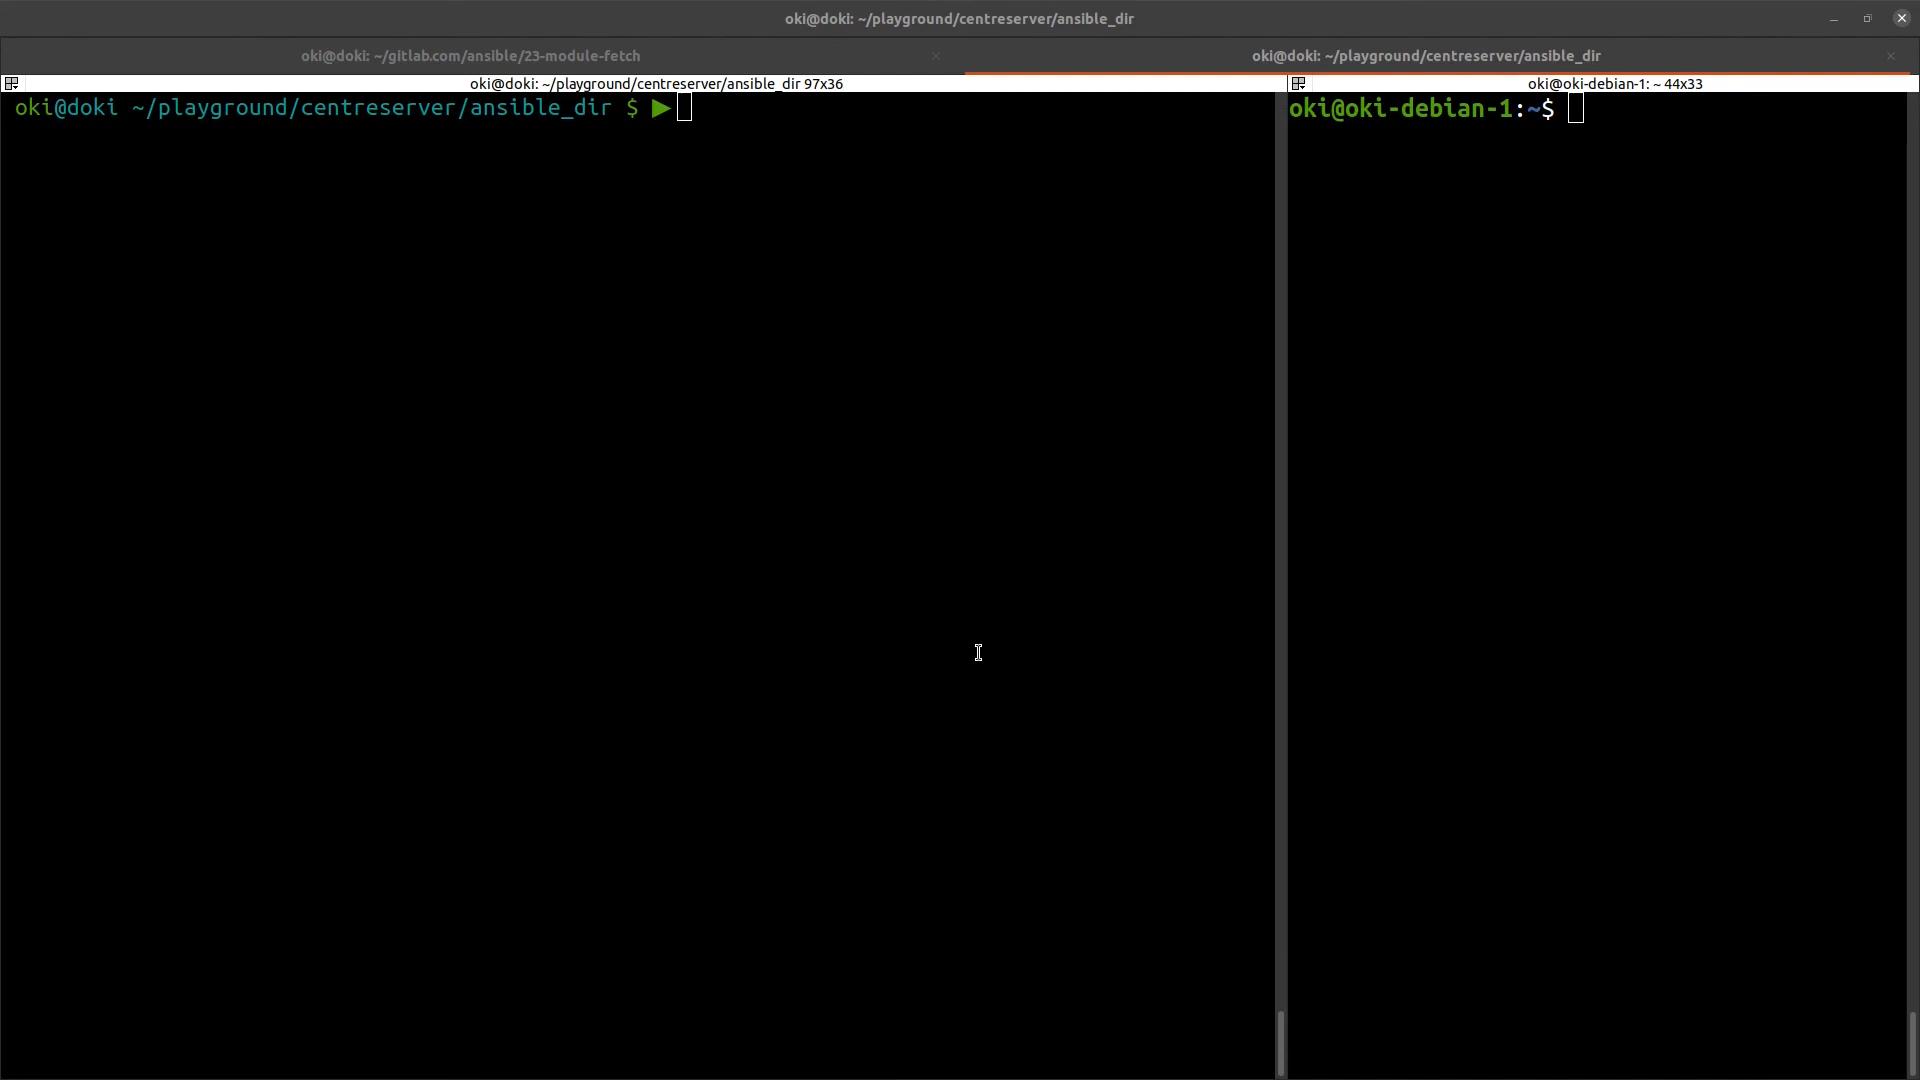 oki@doki: ~/playground/centreserver/ansible_dir
oki@doki: ~/gitlab.com/ansible/23-module-fetch
oki@doki: ~/playground/centreserver/ansible_dir
oki@doki: ~/playground/centreserver/ansible_dir 97x36
oki@oki-debian-1: ~ 44x33
oki@doki ~/playground/centreserver/ansible_dir $ ▶
oki@oki-debian-1:~$